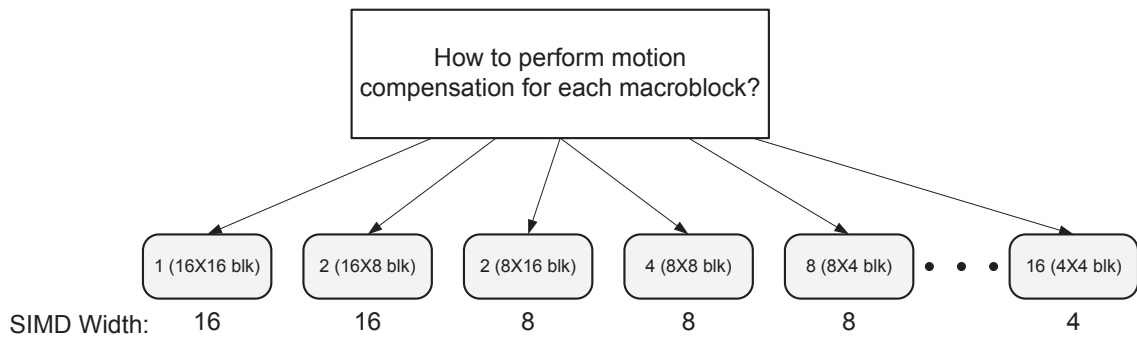 How to perform motion
compensation for each macroblock?
1 (16X16 blk) 2 (16X8 blk) 2 (8X16 blk) 4 (8X8 blk) 8 (8X4 blk) • • • 16 (4X4 blk)
SIMD Width: 16 16 8 8 8 4